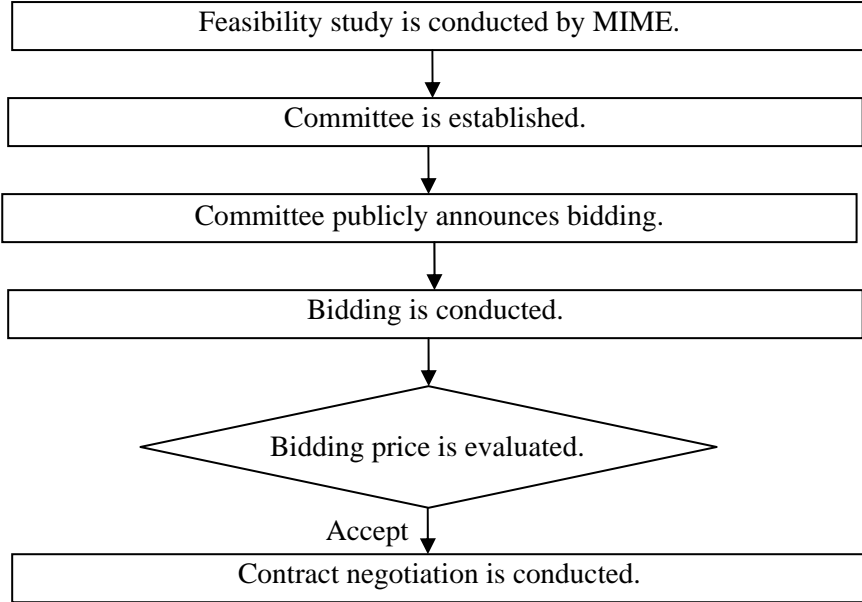 Feasibility study is conducted by MIME.
Committee is established.
Committee publicly announces bidding.
Bidding is conducted.
Bidding price is evaluated.
Accept
Contract negotiation is conducted.